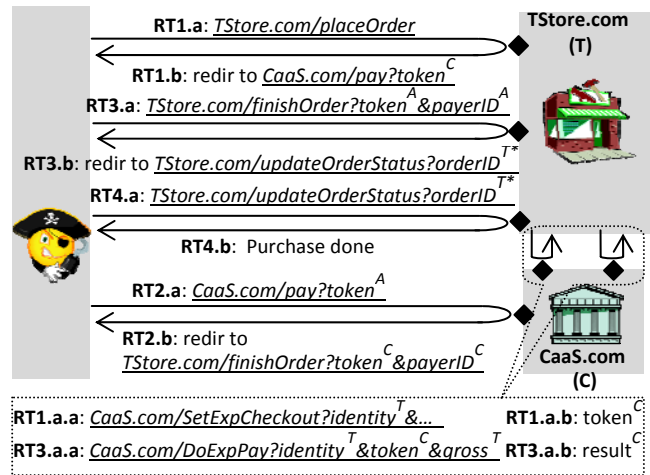 RT1.a: TStore.com/placeOrder
TStore.com
(T)
RT1.b: redir to CaaS.com/pay?token^C
RT3.a: TStore.com/finishOrder?token^A&payerID^A
RT3.b: redir to TStore.com/updateOrderStatus?orderID^T*
RT4.a: TStore.com/updateOrderStatus?orderID^T*
RT4.b: Purchase done
RT2.a: CaaS.com/pay?token^A
RT2.b: redir to
TStore.com/finishOrder?token^C&payerID^C
CaaS.com
(C)
RT1.a.a: CaaS.com/SetExpCheckout?identity^T&… RT1.a.b: token^C
RT3.a.a: CaaS.com/DoExpPay?identity^T&token^C&gross^T RT3.a.b: result^C